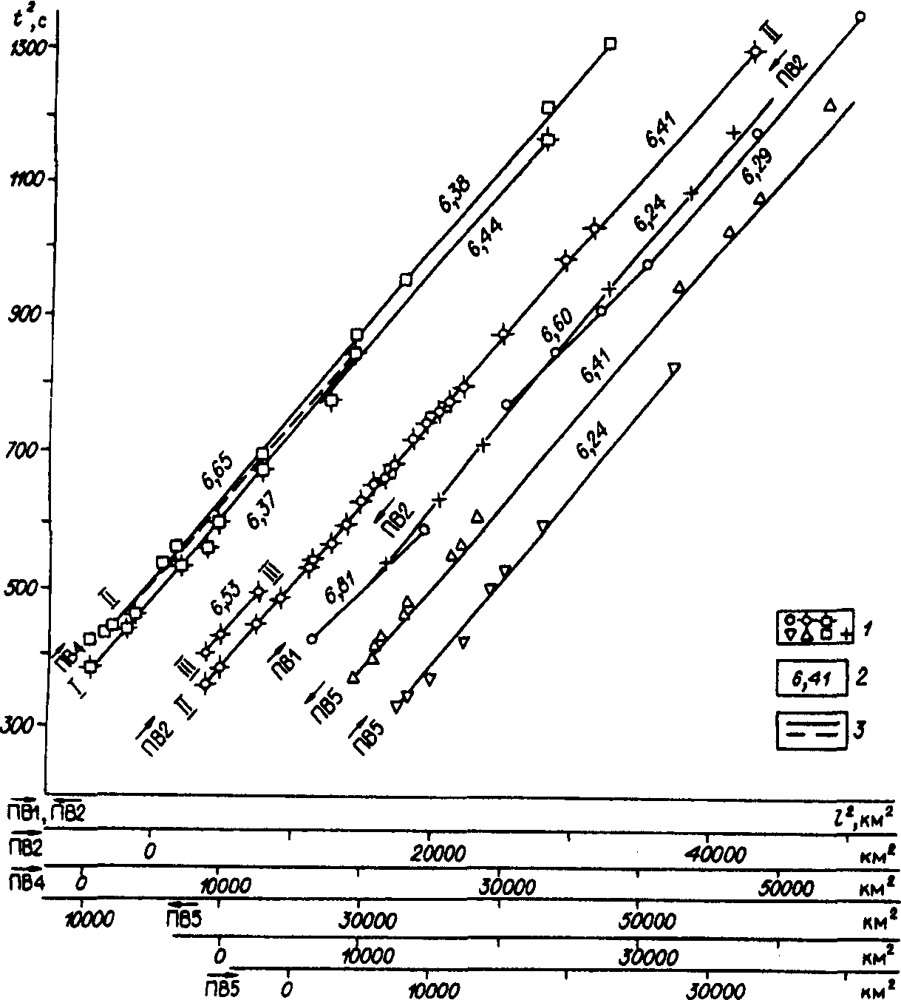 t², с
1300
1100
900
700
500
300
II
ПВ2
6,41
6,38
6,29
6,24
6,44
6,60
6,41
6,24
6,65
6,37
ПВ2
6,53
III
6,81
II
ПВ4
I
III
II
ПВ2
ПВ1
ПВ5
ПВ5
1
6,41 2
3
ПВ1, ПВ2 l², км²
ПВ2 0 20000 40000 км²
ПВ4 0 10000 30000 50000 км²
10000 ПВ5 30000 50000 км²
0 10000 30000 км²
ПВ5 0 10000 30000 км²